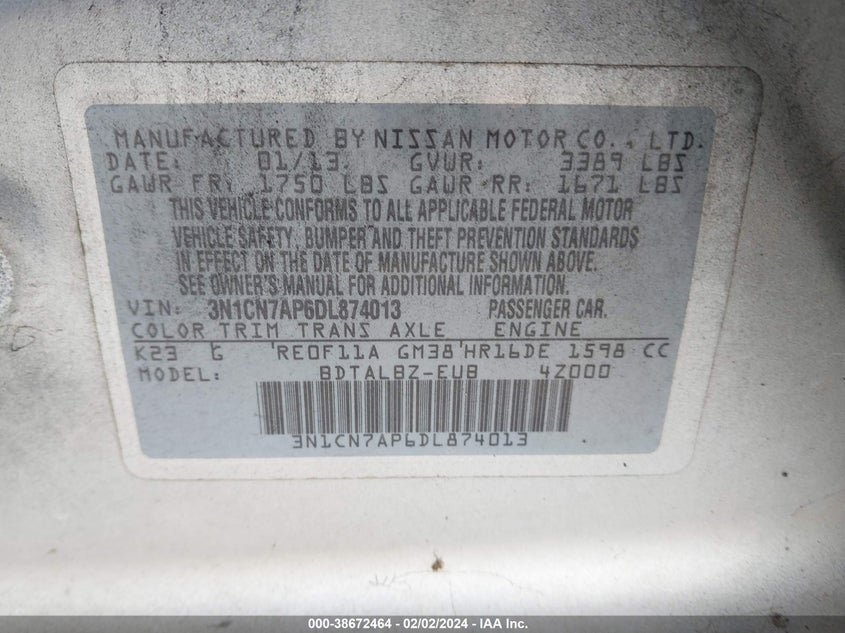 MANUFACTURED BY NISSAN MOTOR CO., LTD.
DATE: 01/13. GVWR: 3389 LBS
GAWR FR: 1750 LBS GAWR RR: 1671 LBS
THIS VEHICLE CONFORMS TO ALL APPLICABLE FEDERAL MOTOR
VEHICLE SAFETY, BUMPER AND THEFT PREVENTION STANDARDS
IN EFFECT ON THE DATE OF MANUFACTURE SHOWN ABOVE.
SEE OWNER'S MANUAL FOR ADDITIONAL INFORMATION.
VIN: 3N1CN7AP6DL874013 PASSENGER CAR.
COLOR TRIM TRANS AXLE ENGINE
K23 G RE0F11A GM38 HR16DE 1598 CC
MODEL: BDTALBZ-EUB 4Z000
3N1CN7AP6DL874013
000-38672464 - 02/02/2024 - IAA Inc.